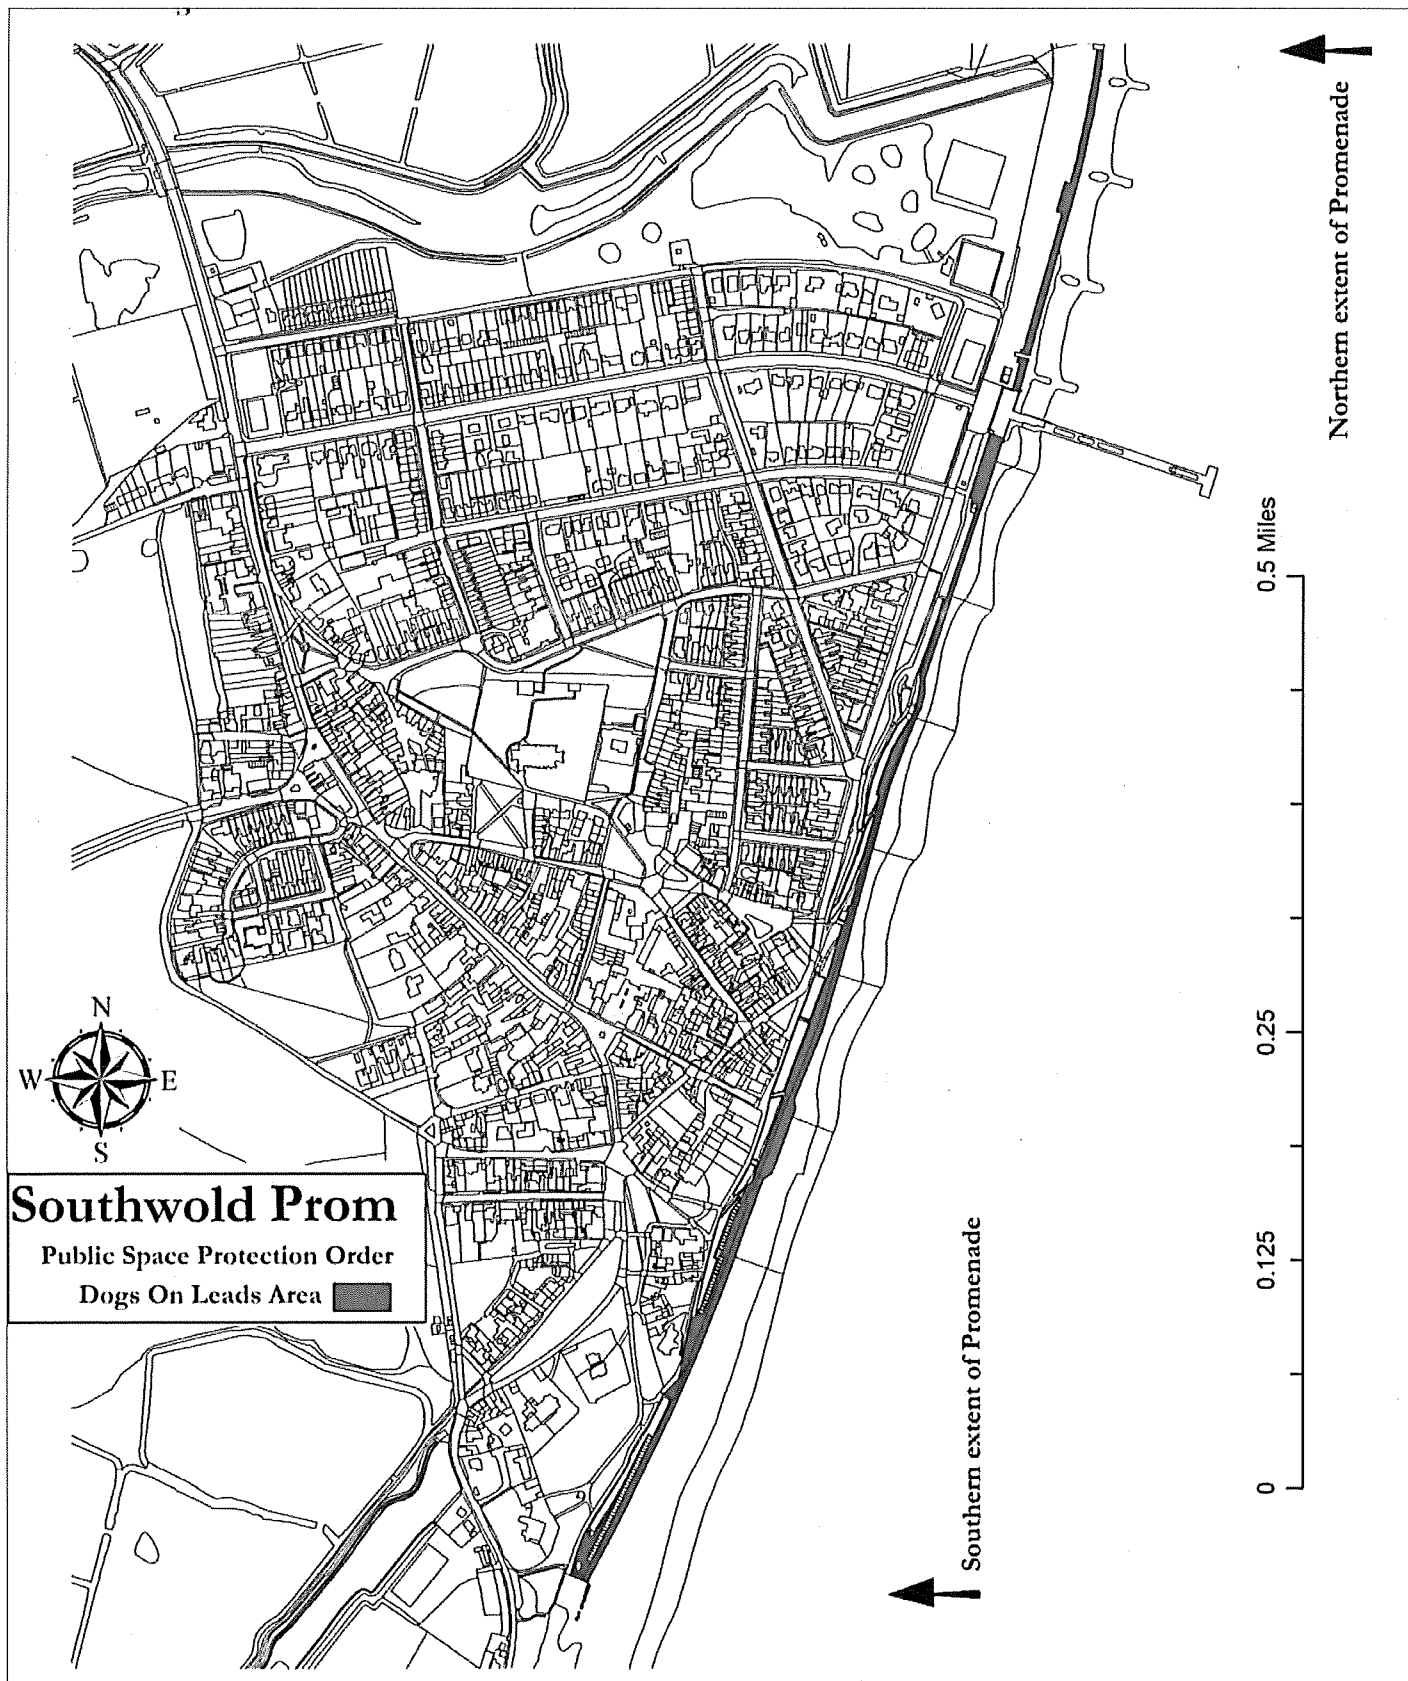 Northern extent of Promenade
N
W
E
S
Southwold Prom
Public Space Protection Order
Dogs On Leads Area
Southern extent of Promenade
0
0.125
0.25
0.5 Miles